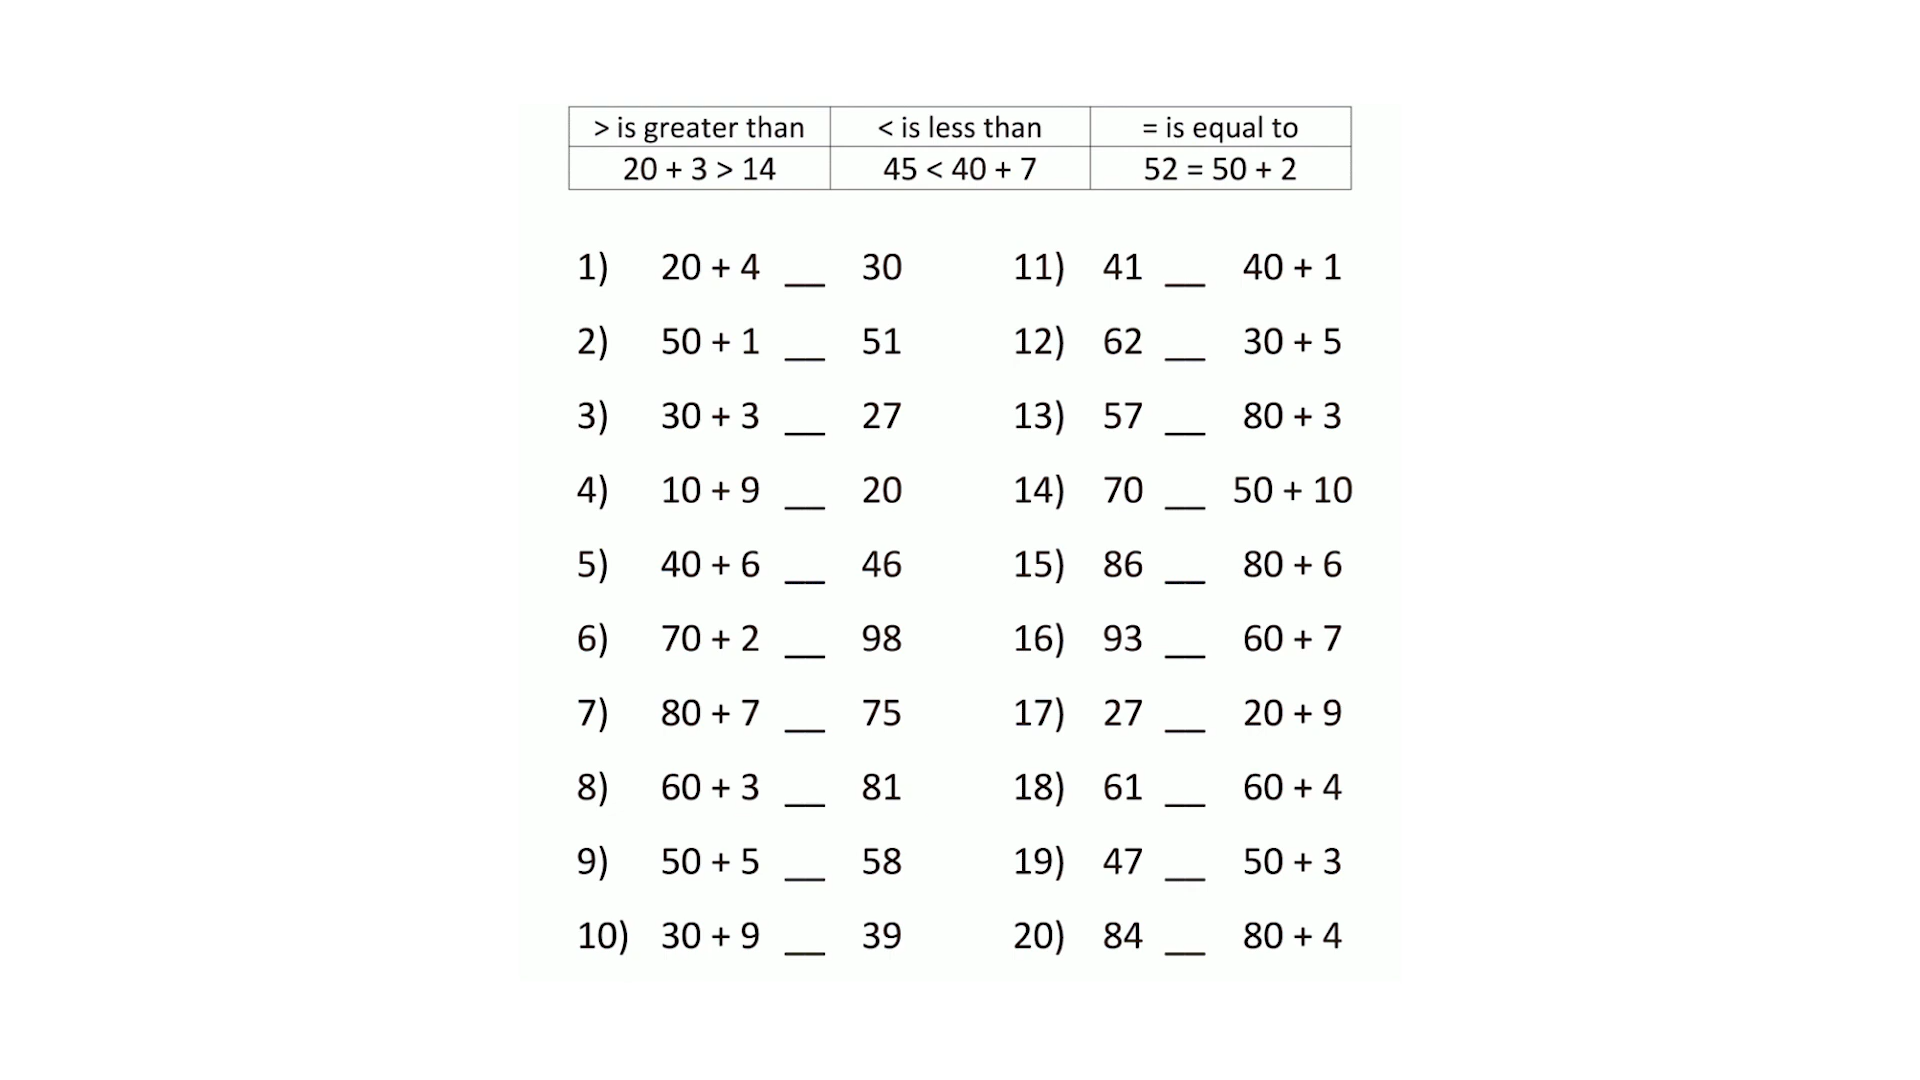 > is greater than < is less than = is equal to
20 + 3 > 14 45 < 40 + 7 52 = 50 + 2
1) 20 + 4 __ 30 11) 41 __ 40 + 1
2) 50 + 1 __ 51 12) 62 __ 30 + 5
3) 30 + 3 __ 27 13) 57 __ 80 + 3
4) 10 + 9 __ 20 14) 70 __ 50 + 10
5) 40 + 6 __ 46 15) 86 __ 80 + 6
6) 70 + 2 __ 98 16) 93 __ 60 + 7
7) 80 + 7 __ 75 17) 27 __ 20 + 9
8) 60 + 3 __ 81 18) 61 __ 60 + 4
9) 50 + 5 __ 58 19) 47 __ 50 + 3
10) 30 + 9 __ 39 20) 84 __ 80 + 4